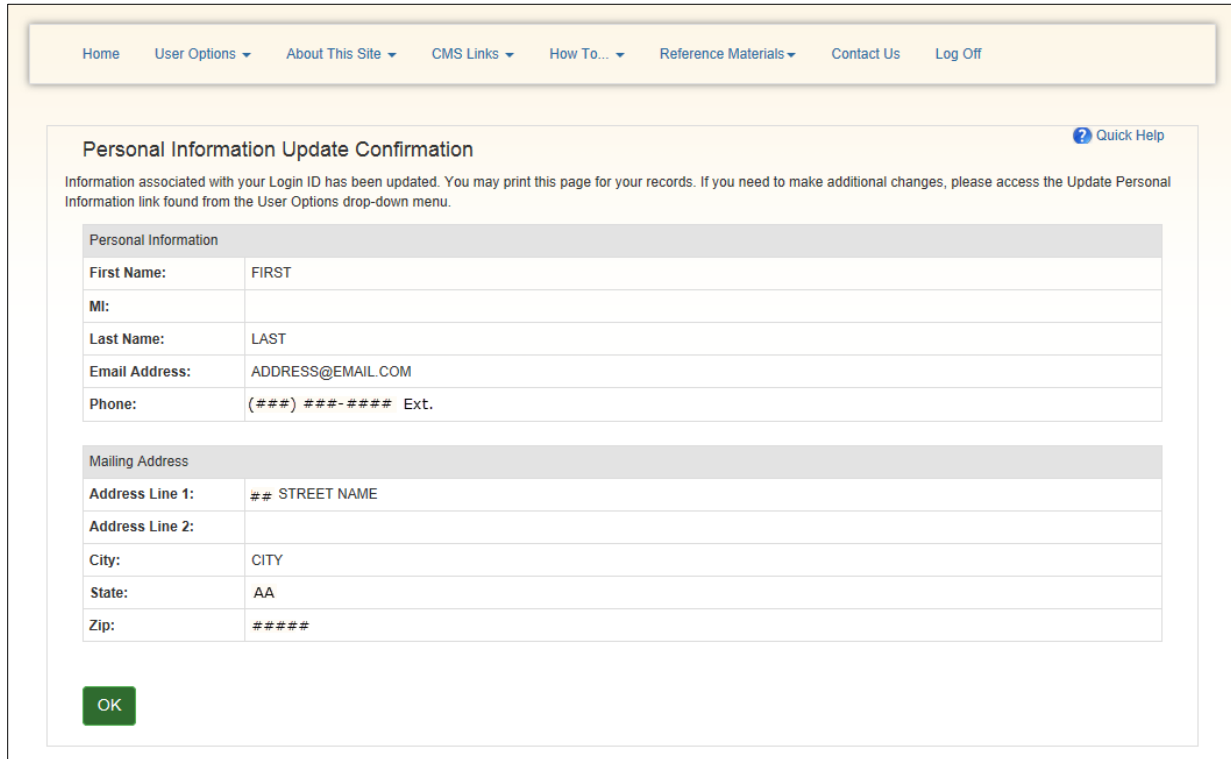 Home User Options About This Site CMS Links How To... Reference Materials Contact Us Log Off
Quick Help
Personal Information Update Confirmation
Information associated with your Login ID has been updated. You may print this page for your records. If you need to make additional changes, please access the Update Personal
Information link found from the User Options drop-down menu.
Personal Information
First Name: FIRST
MI:
Last Name: LAST
Email Address: ADDRESS@EMAIL.COM
Phone: (###) ###-#### Ext.
Mailing Address
Address Line 1: ## STREET NAME
Address Line 2:
City: CITY
State: AA
Zip: #####
OK